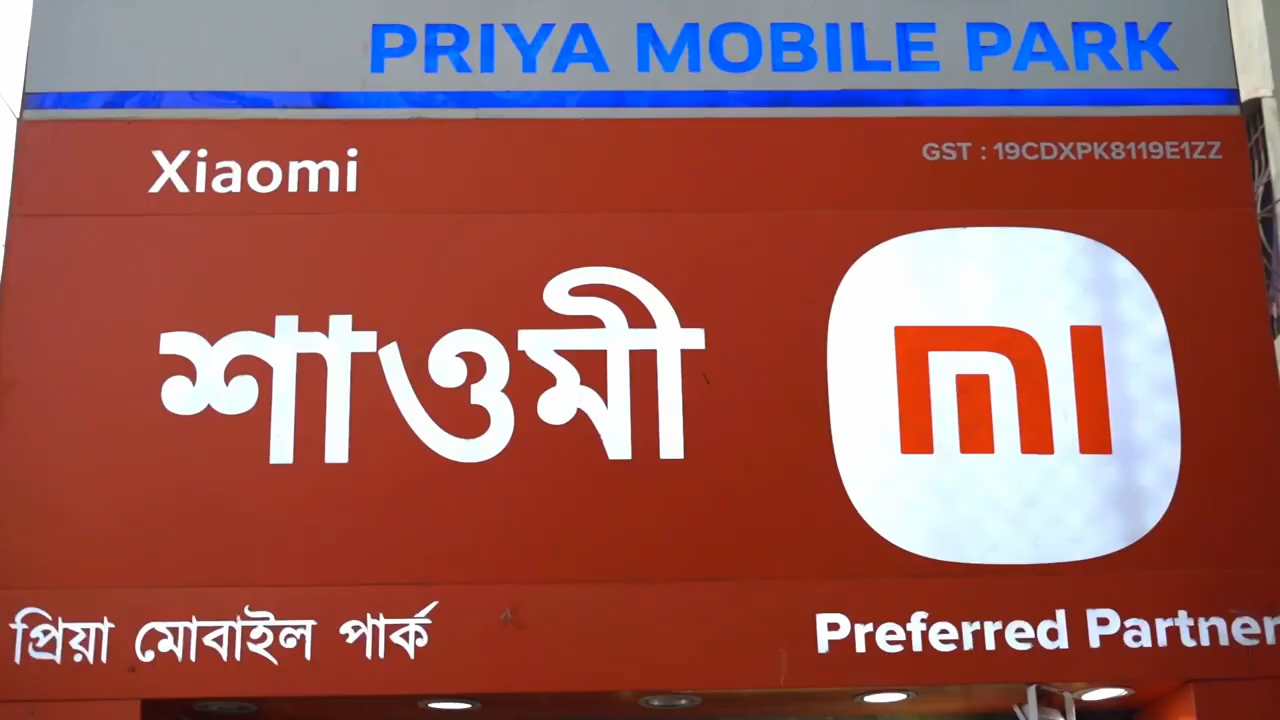 PRIYA MOBILE PARK
Xiaomi
GST : 19CDXPK8119E1ZZ
শাওমী
mi
প্রিয়া মোবাইল পার্ক
Preferred Partner